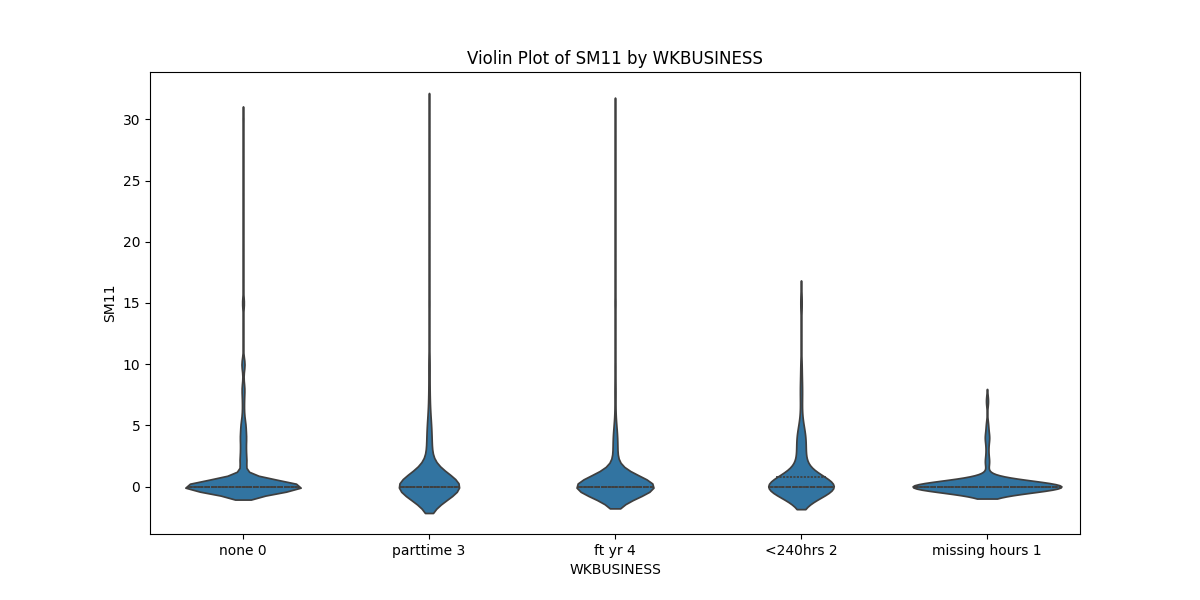 Violin Plot of SM11 by WKBUSINESS
30
25
20
15
10
5
0
SM11
none 0
parttime 3
ft yr 4
<240hrs 2
missing hours 1
WKBUSINESS